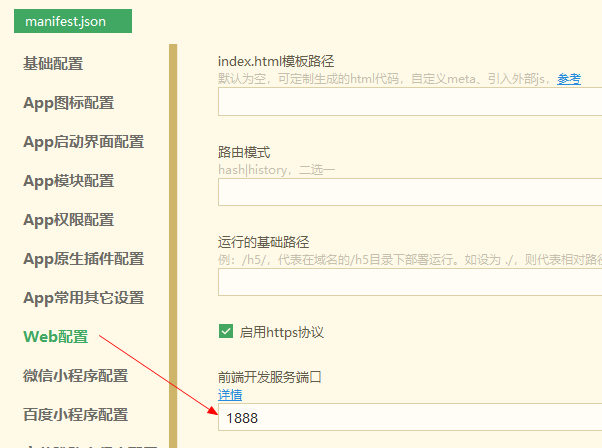 manifest.json
基础配置
App图标配置
App启动界面配置
App模块配置
App权限配置
App原生插件配置
App常用其它设置
Web配置
微信小程序配置
百度小程序配置
index.html模板路径
默认为空，可定制生成的html代码，自定义meta、引入外部js，参考
路由模式
hash|history，二选一
运行的基础路径
例：/h5/，代表在域名的/h5目录下部署运行。如设为 ./，则代表相对路径
启用https协议
前端开发服务端口
详情
1888